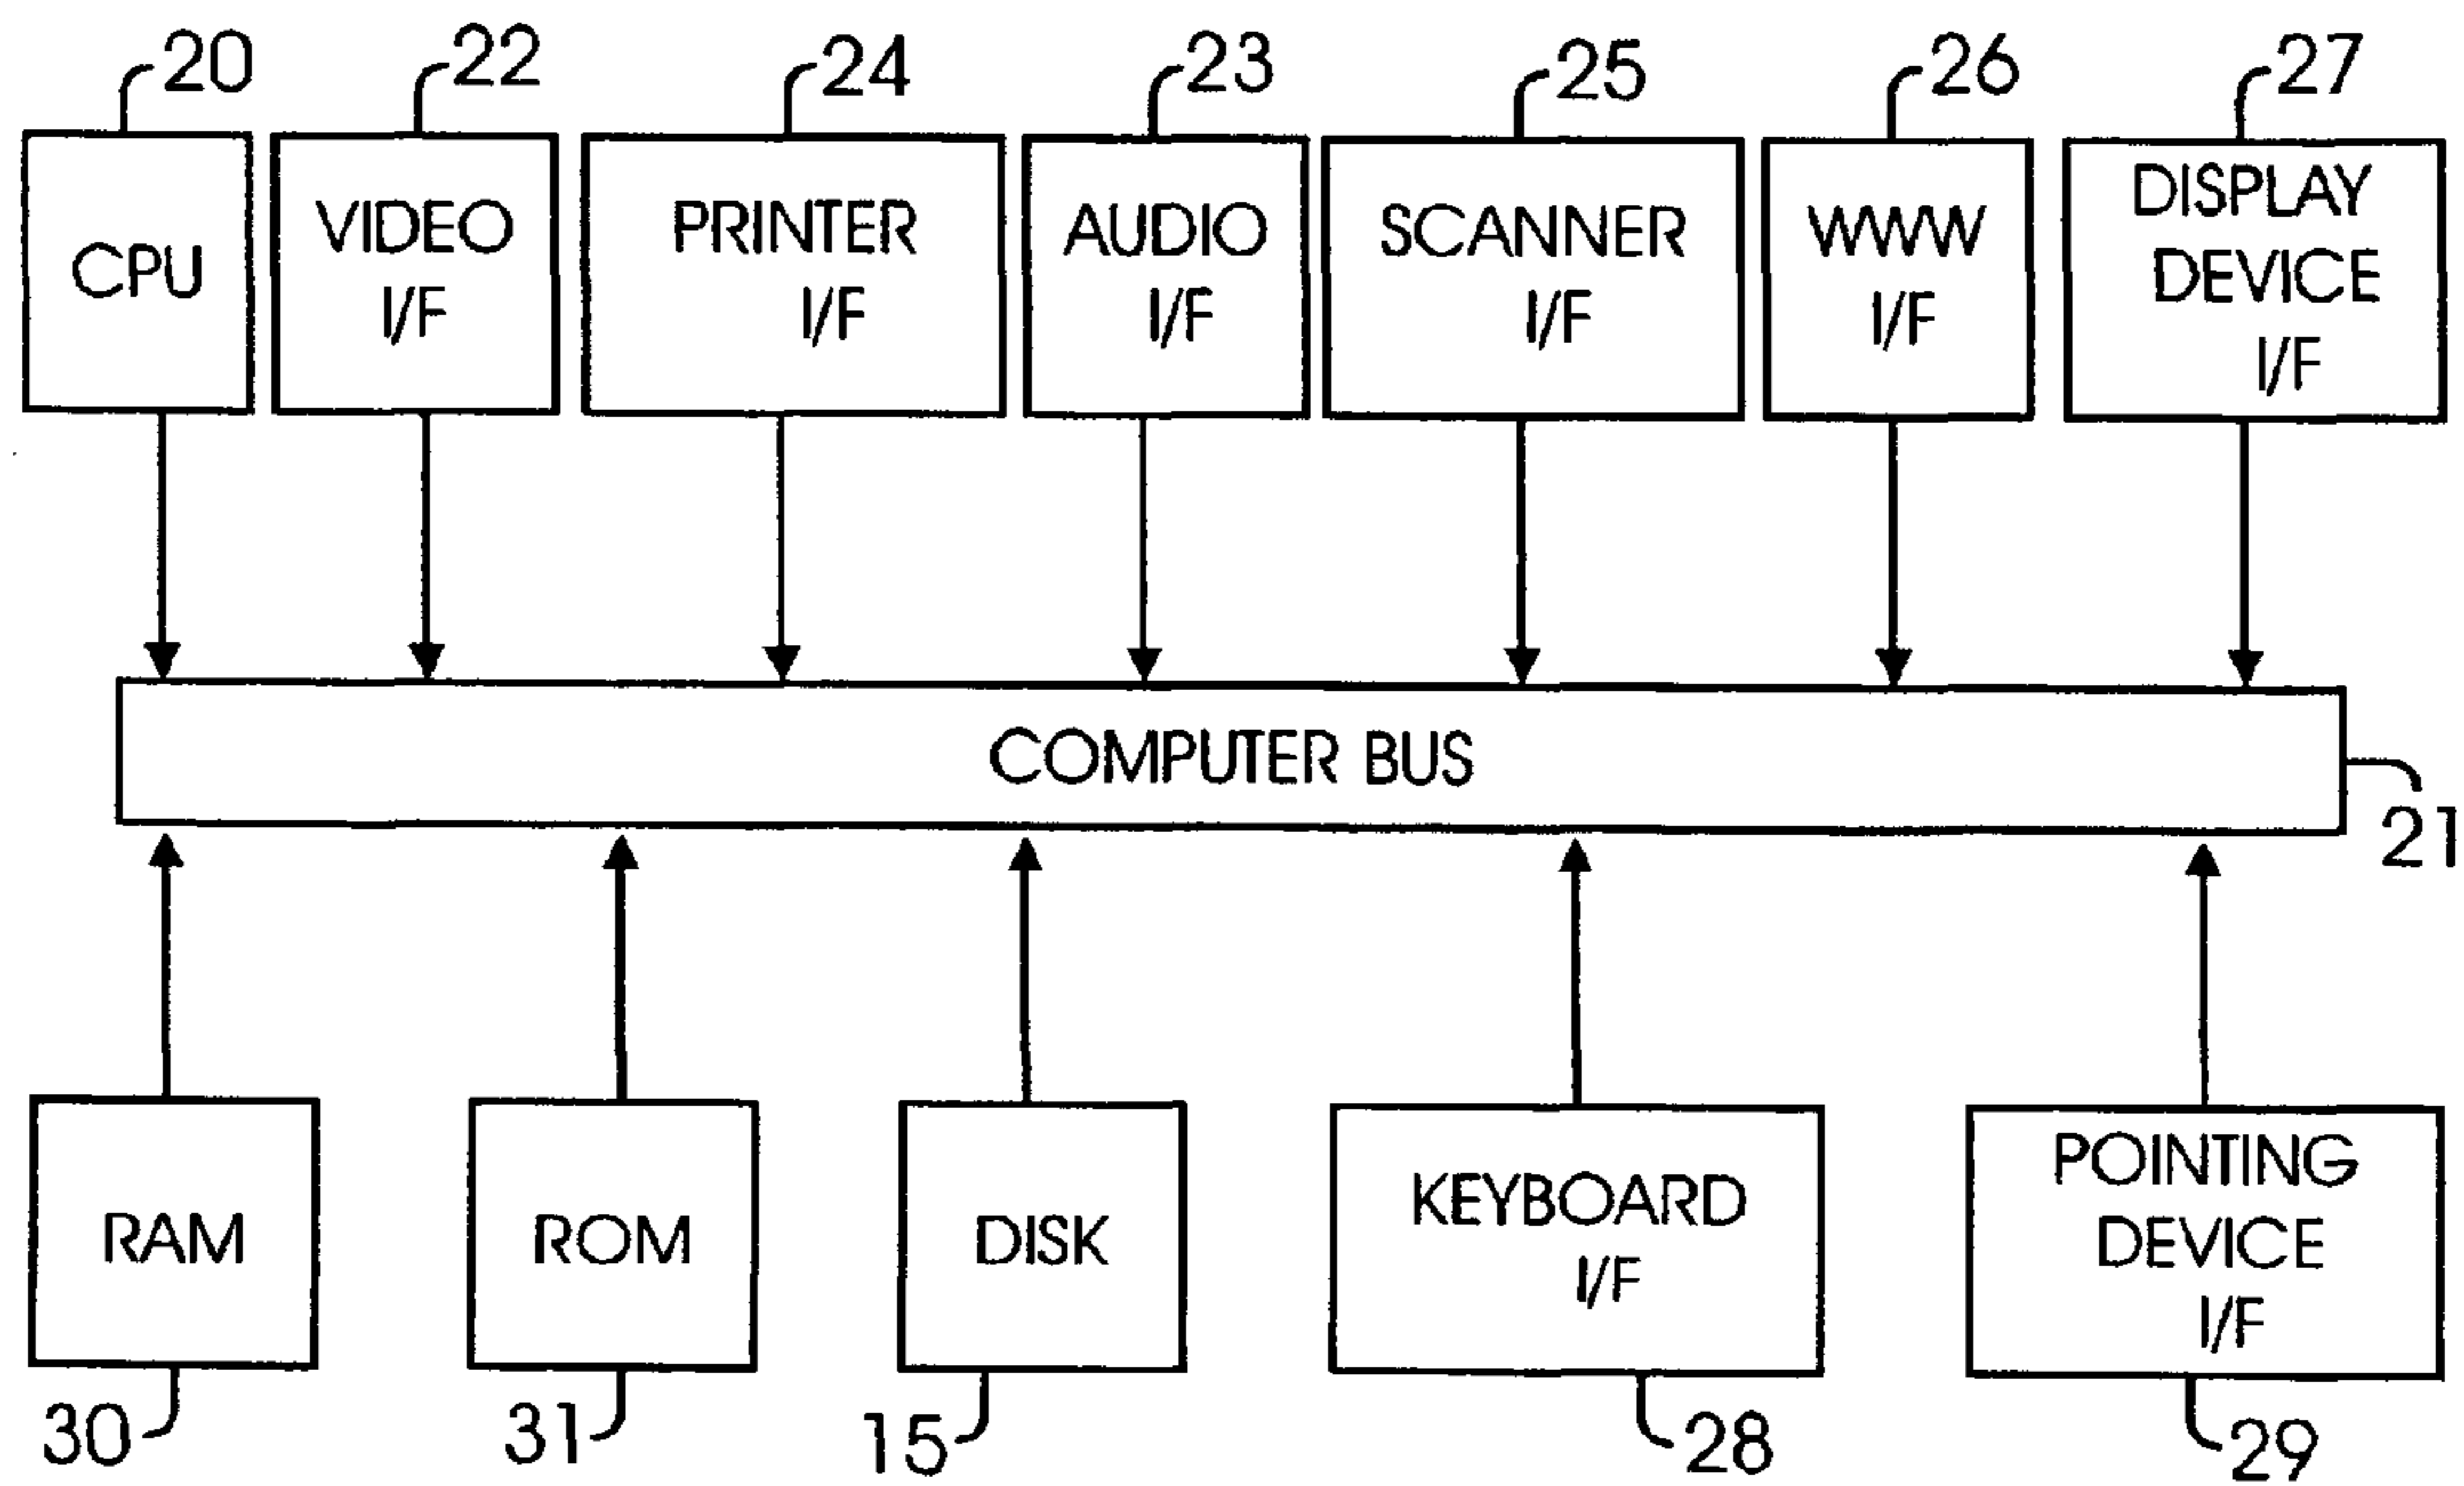 20
22
24
23
25
26
27
CPU
VIDEO
I/F
PRINTER
I/F
AUDIO
I/F
SCANNER
I/F
WWW
I/F
DISPLAY
DEVICE
I/F
COMPUTER BUS
21
RAM
ROM
DISK
KEYBOARD
I/F
POINTING
DEVICE
I/F
30
31
15
28
29